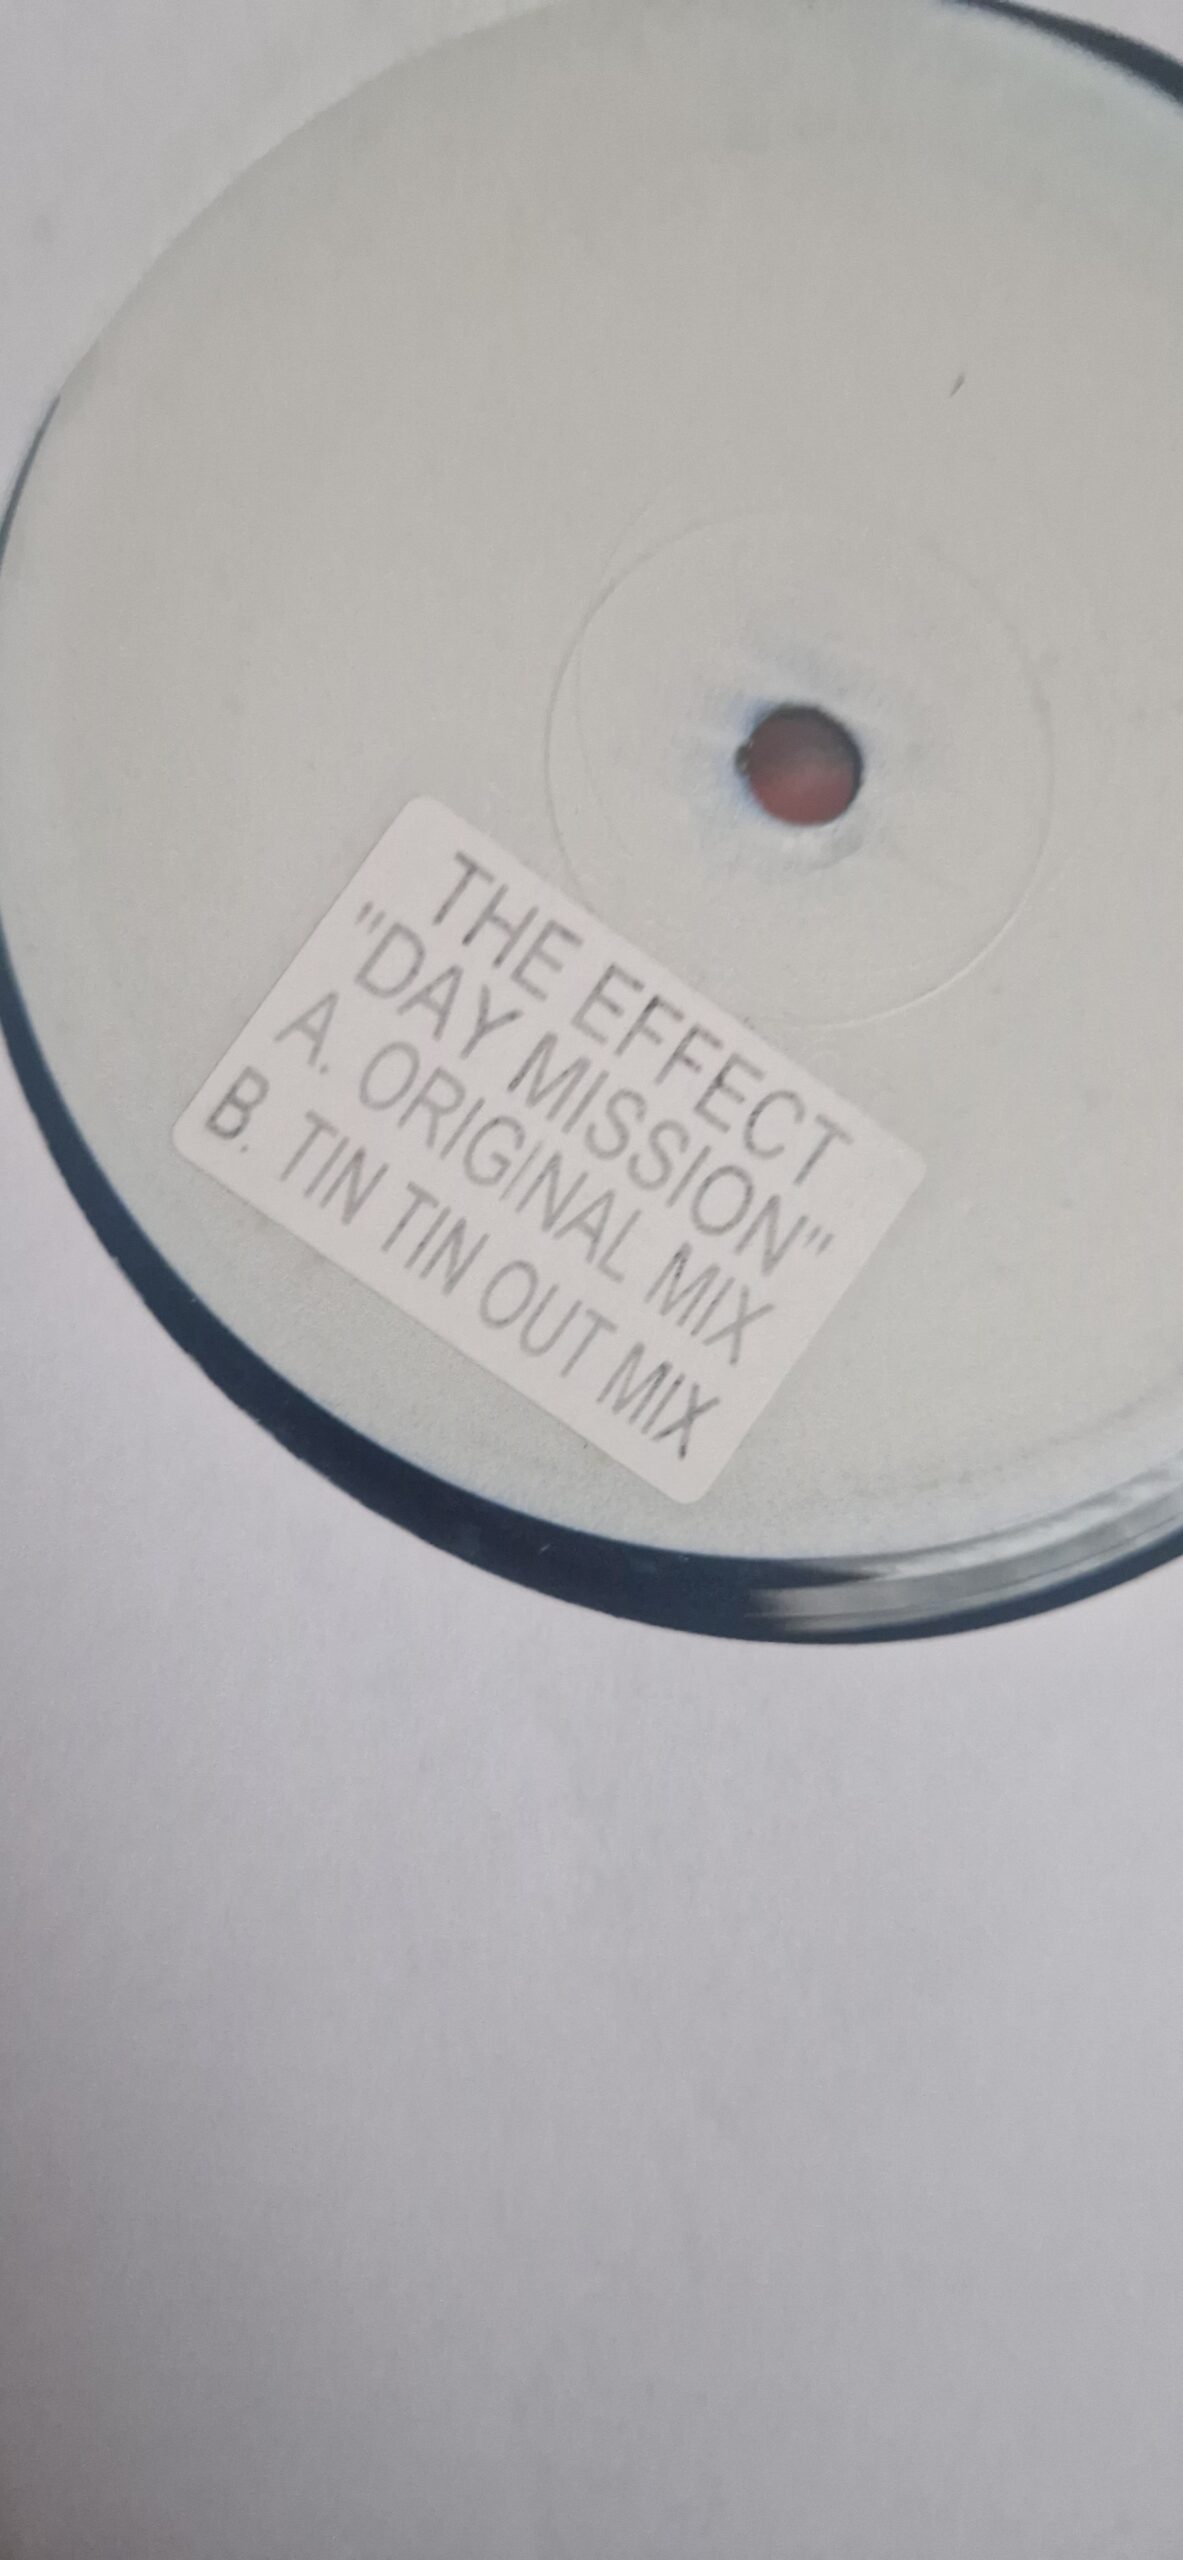 THE EFFECT
"DAY MISSION"
A. ORIGINAL MIX
B. TIN TIN OUT MIX